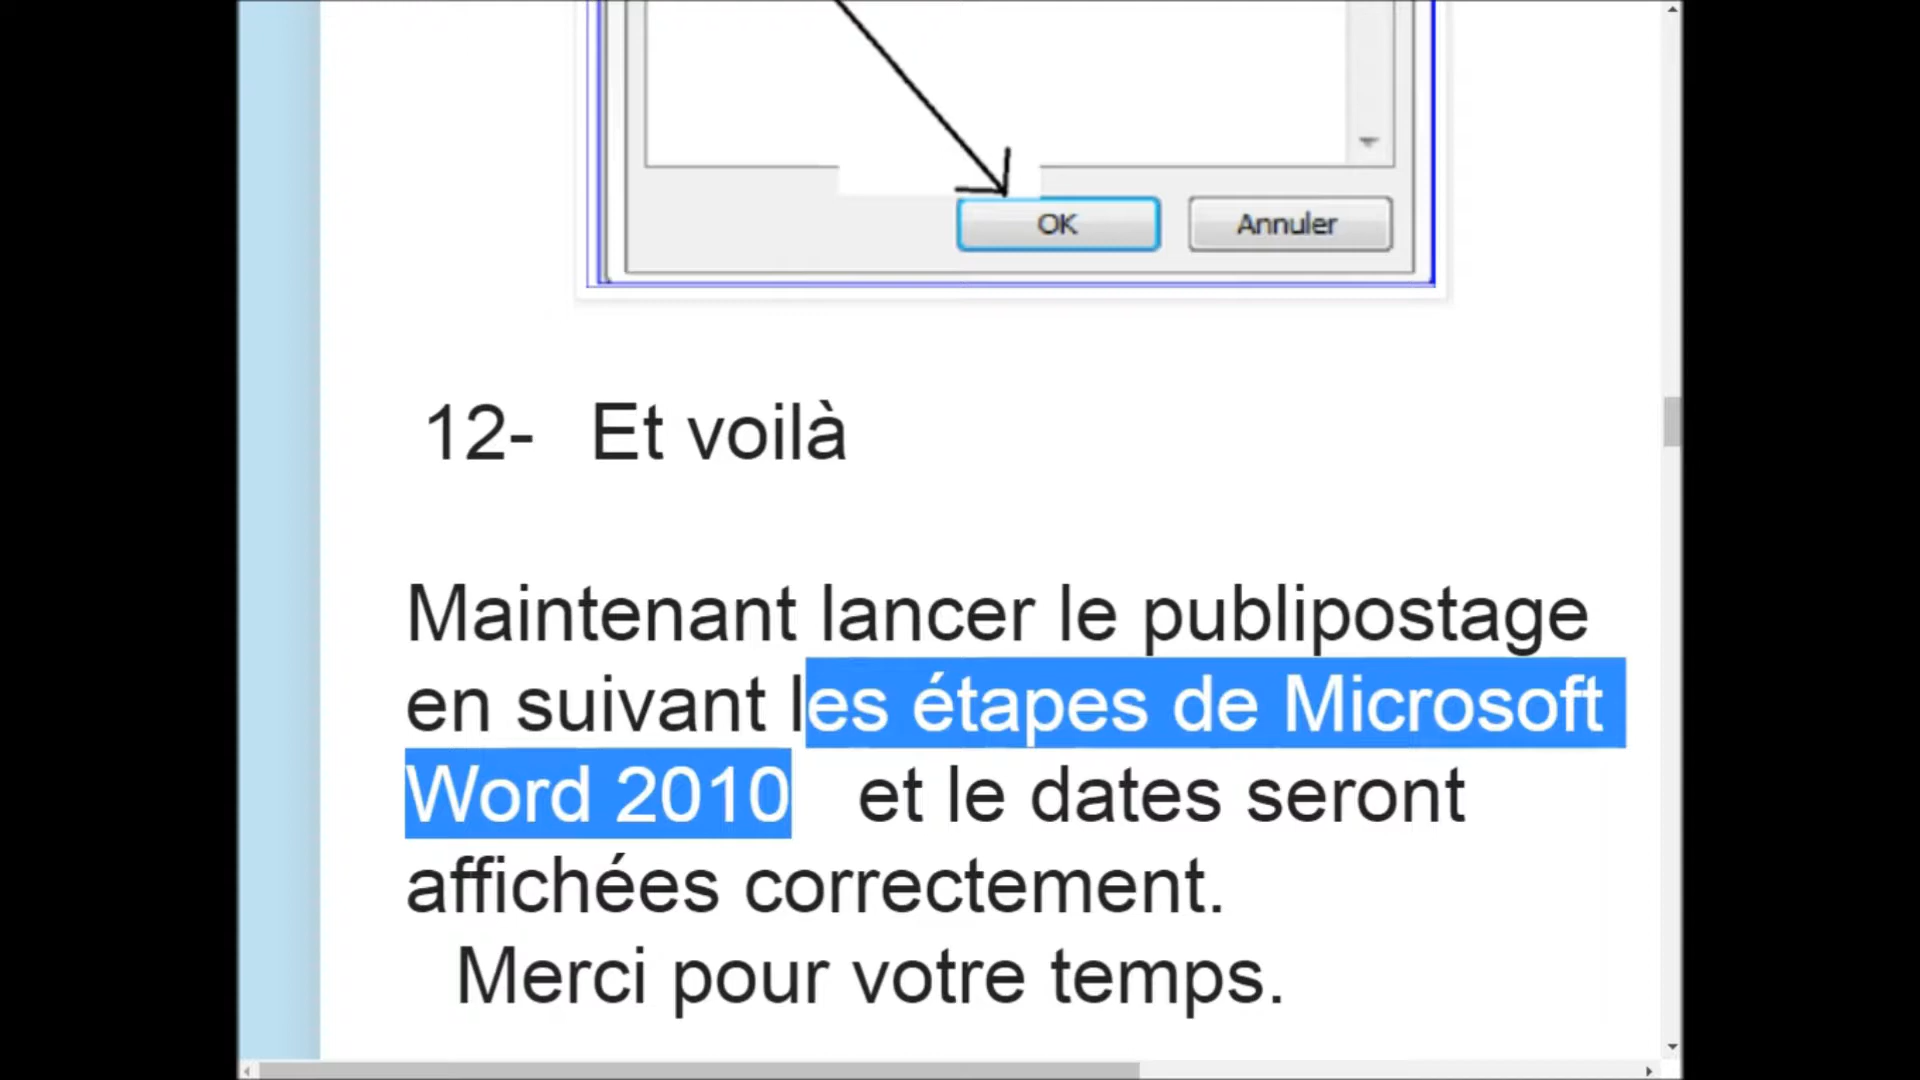 OK Annuler
12- Et voilà
Maintenant lancer le publipostage
en suivant les étapes de Microsoft
Word 2010 et le dates seront
affichées correctement.
Merci pour votre temps.